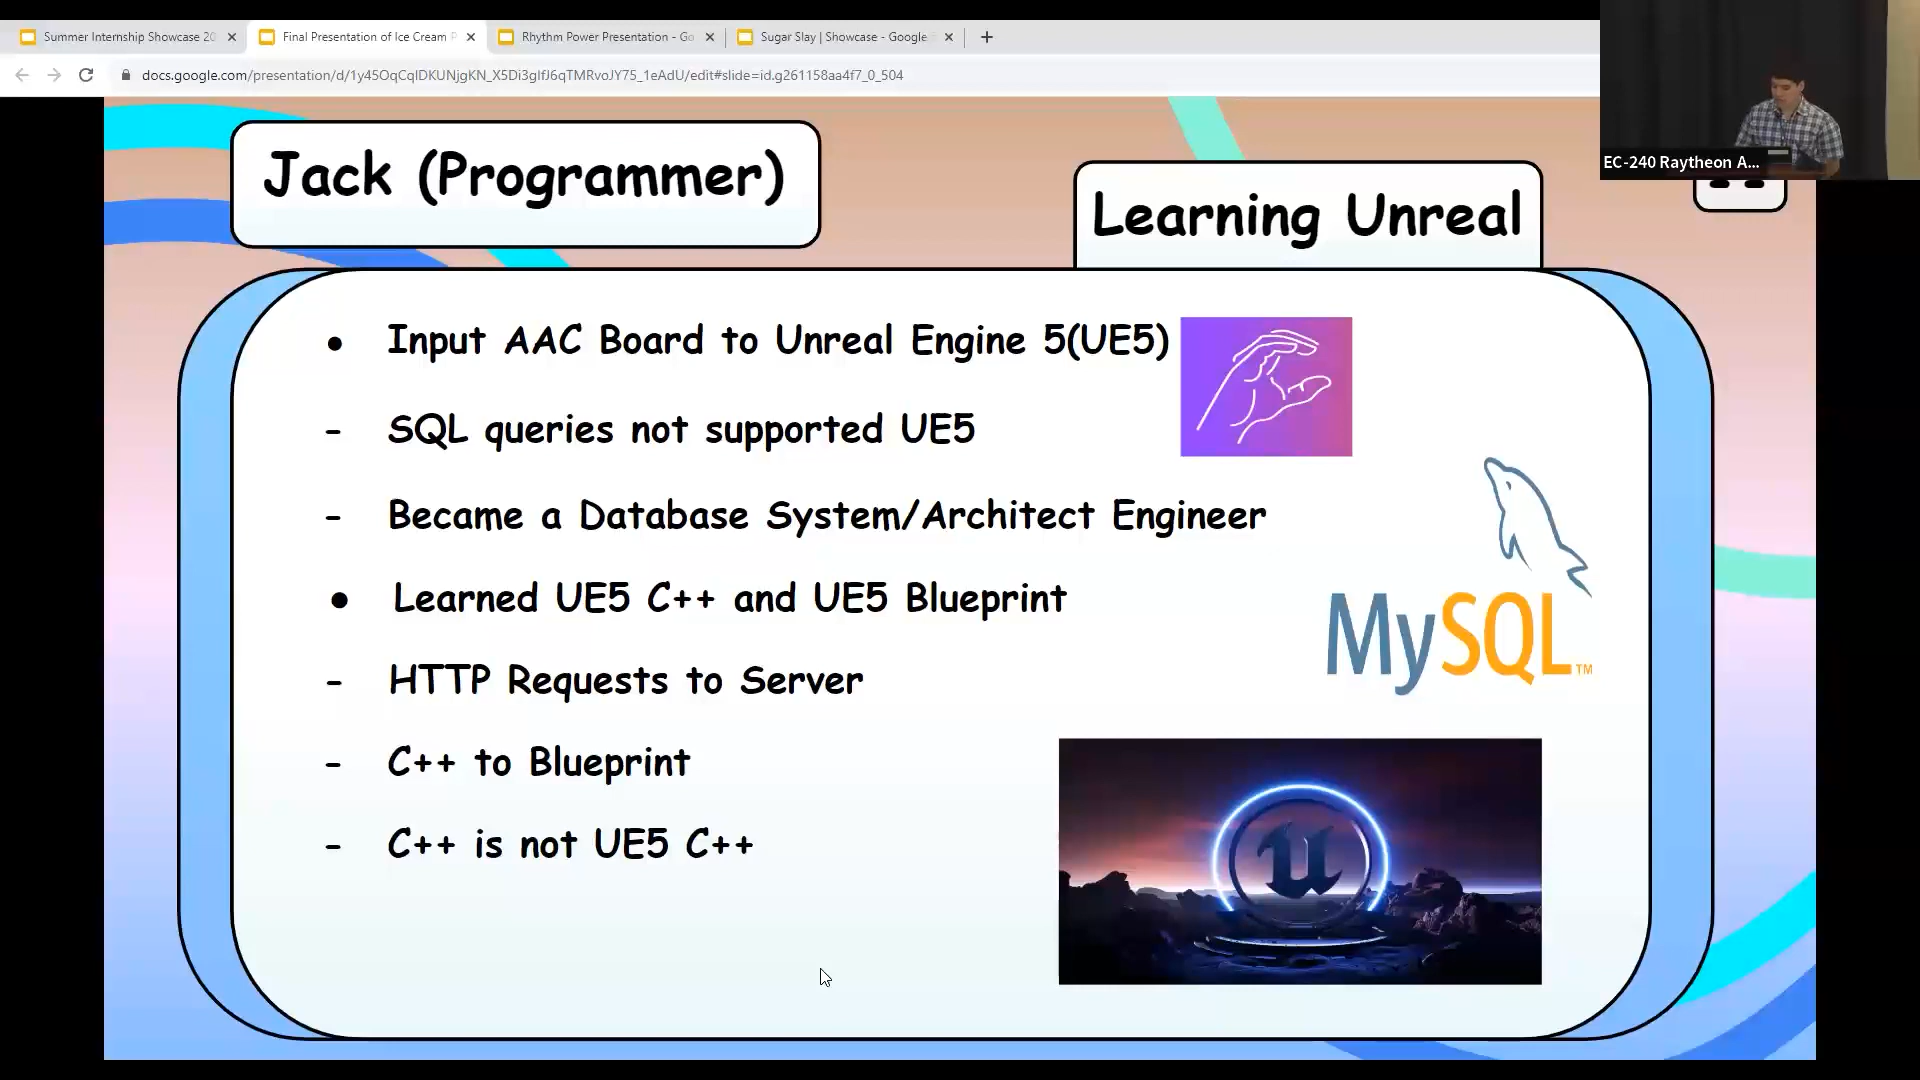 Summer Internship Showcase 20
Final Presentation of Ice Cream P
Rhythm Power Presentation - Go
Sugar Slay | Showcase - Google
docs.google.com/presentation/d/1y45OqCqIDKUNjgKN_X5Di3gIfJ6qTMRvoJY75_1eAdU/edit#slide=id.g261158aa4f7_0_504
EC-240 Raytheon A...
Jack (Programmer)
Learning Unreal
● Input AAC Board to Unreal Engine 5(UE5)
- SQL queries not supported UE5
- Became a Database System/Architect Engineer
● Learned UE5 C++ and UE5 Blueprint
- HTTP Requests to Server
- C++ to Blueprint
- C++ is not UE5 C++
MySQL™